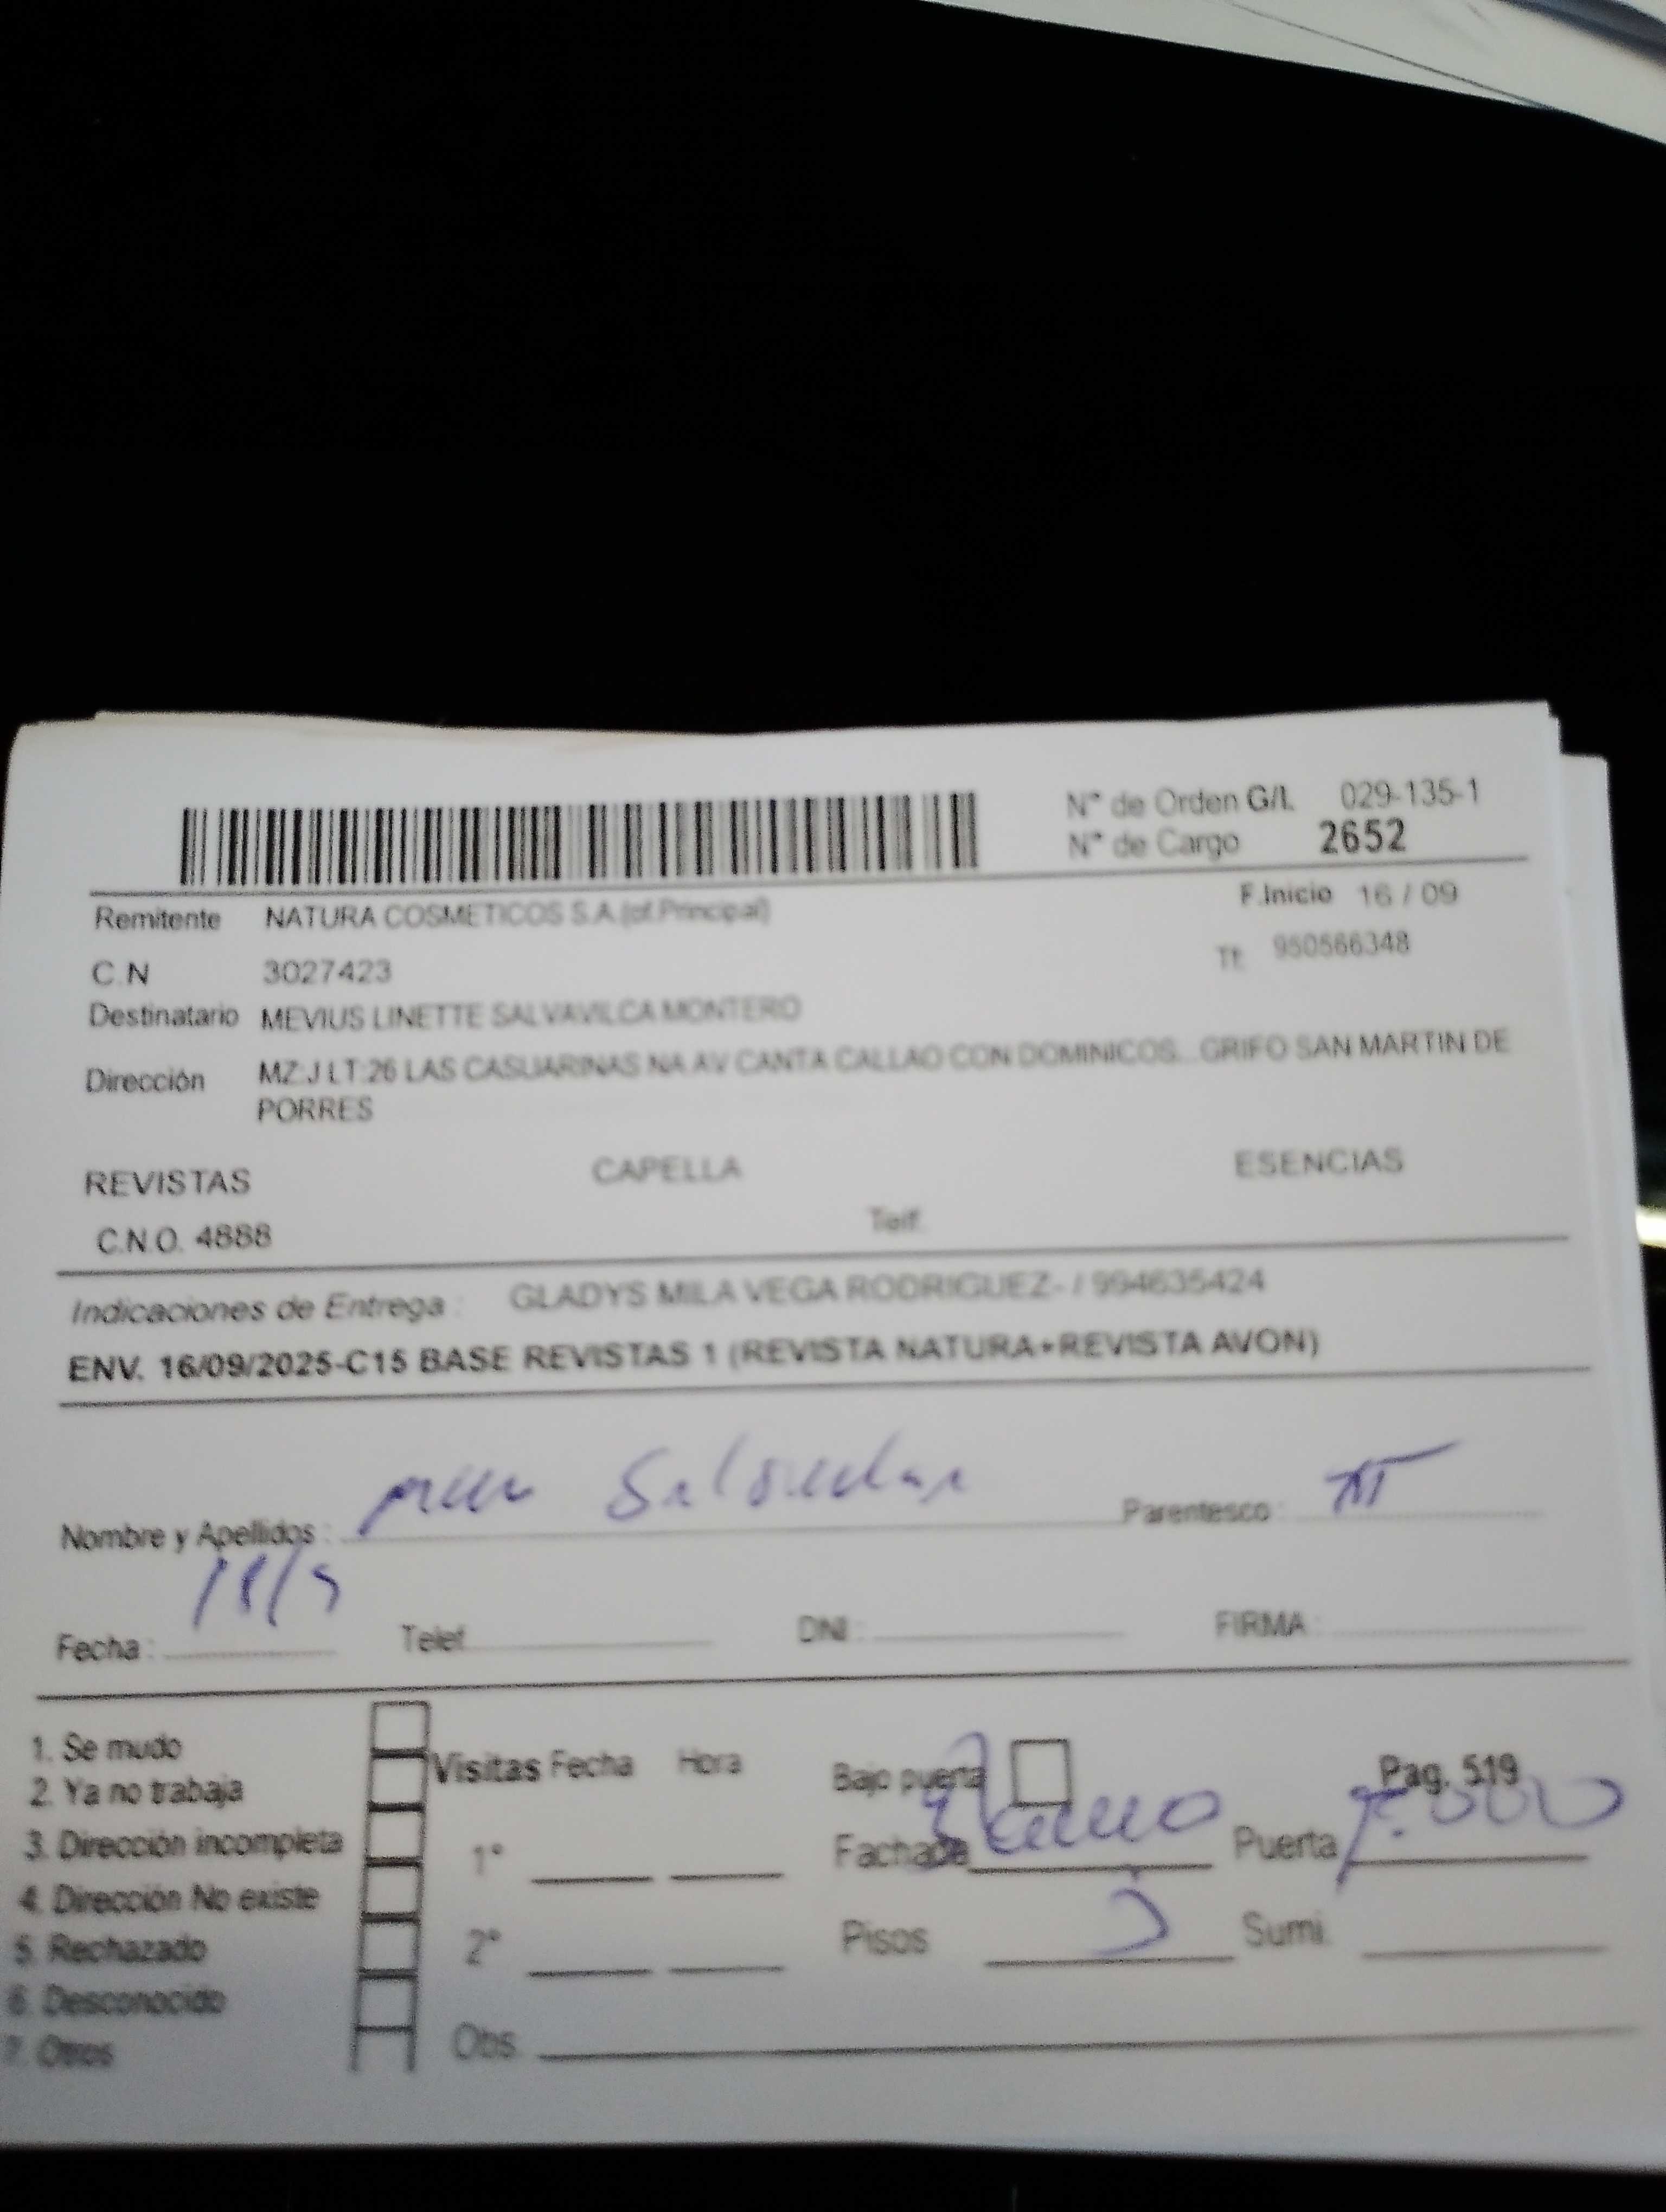 N° de Orden G/L 029-135-1
N° de Cargo 2652
F.Inicio 16 / 09
Remitente NATURA COSMETICOS S.A.(of.Principal)
Tf: 950566348
C.N 3027423
Destinatario MEVIUS LINETTE SALVAVILCA MONTERO
Dirección MZ:J LT:26 LAS CASUARINAS NA AV CANTA CALLAO CON DOMINICOS...GRIFO SAN MARTIN DE
PORRES
REVISTAS CAPELLA ESENCIAS
C.N.O. 4888 Telf.
Indicaciones de Entrega : GLADYS MILA VEGA RODRIGUEZ- / 994635424
ENV. 16/09/2025-C15 BASE REVISTAS 1 (REVISTA NATURA+REVISTA AVON)
Nombre y Apellidos : Parentesco :
Fecha : 18/9 Telef. DNI : FIRMA :
1. Se mudo
2. Ya no trabaja
3. Dirección incompleta
4. Dirección No existe
5. Rechazado
6. Desconocido
7. Otros
Visitas Fecha Hora
1°
2°
Obs.
Bajo puerta Pag. 519
Fachada Puerta
Pisos Sumi.